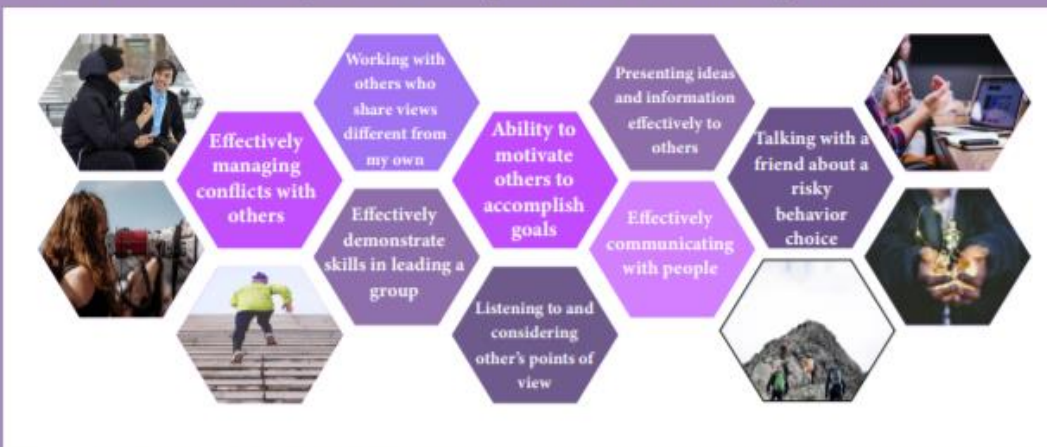 Effectively
managing
conflicts with
others
Working with
others who
share views
different from
my own
Effectively
demonstrate
skills in leading a
group
Ability to
motivate
others to
accomplish
goals
Listening to and
considering
other's points of
view
Presenting ideas
and information
effectively to
others
Effectively
communicating
with people
Talking with a
friend about a
risky
behavior
choice